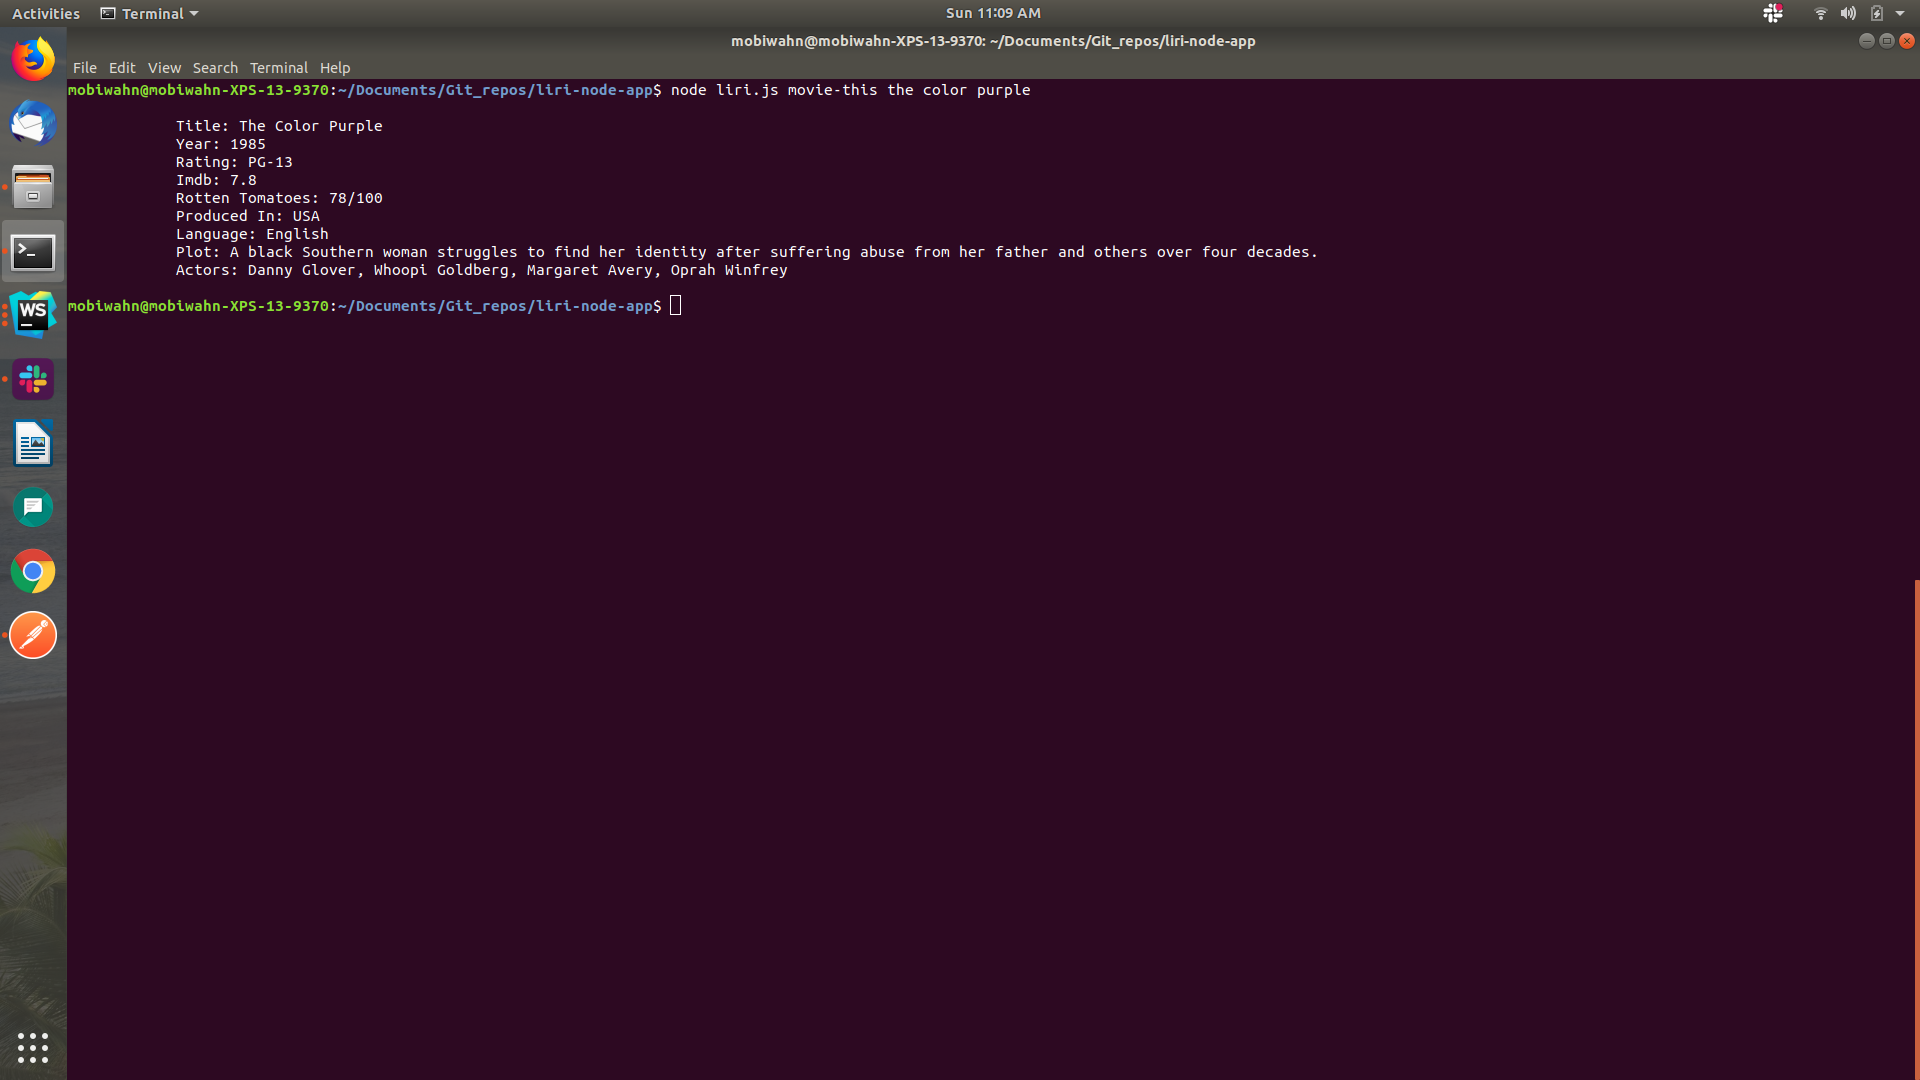 Activities Terminal Sun 11:09 AM
mobiwahn@mobiwahn-XPS-13-9370: ~/Documents/Git_repos/liri-node-app
File Edit View Search Terminal Help
mobiwahn@mobiwahn-XPS-13-9370:~/Documents/Git_repos/liri-node-app$ node liri.js movie-this the color purple
Title: The Color Purple
Year: 1985
Rating: PG-13
Imdb: 7.8
Rotten Tomatoes: 78/100
Produced In: USA
Language: English
Plot: A black Southern woman struggles to find her identity after suffering abuse from her father and others over four decades.
Actors: Danny Glover, Whoopi Goldberg, Margaret Avery, Oprah Winfrey
mobiwahn@mobiwahn-XPS-13-9370:~/Documents/Git_repos/liri-node-app$
WS